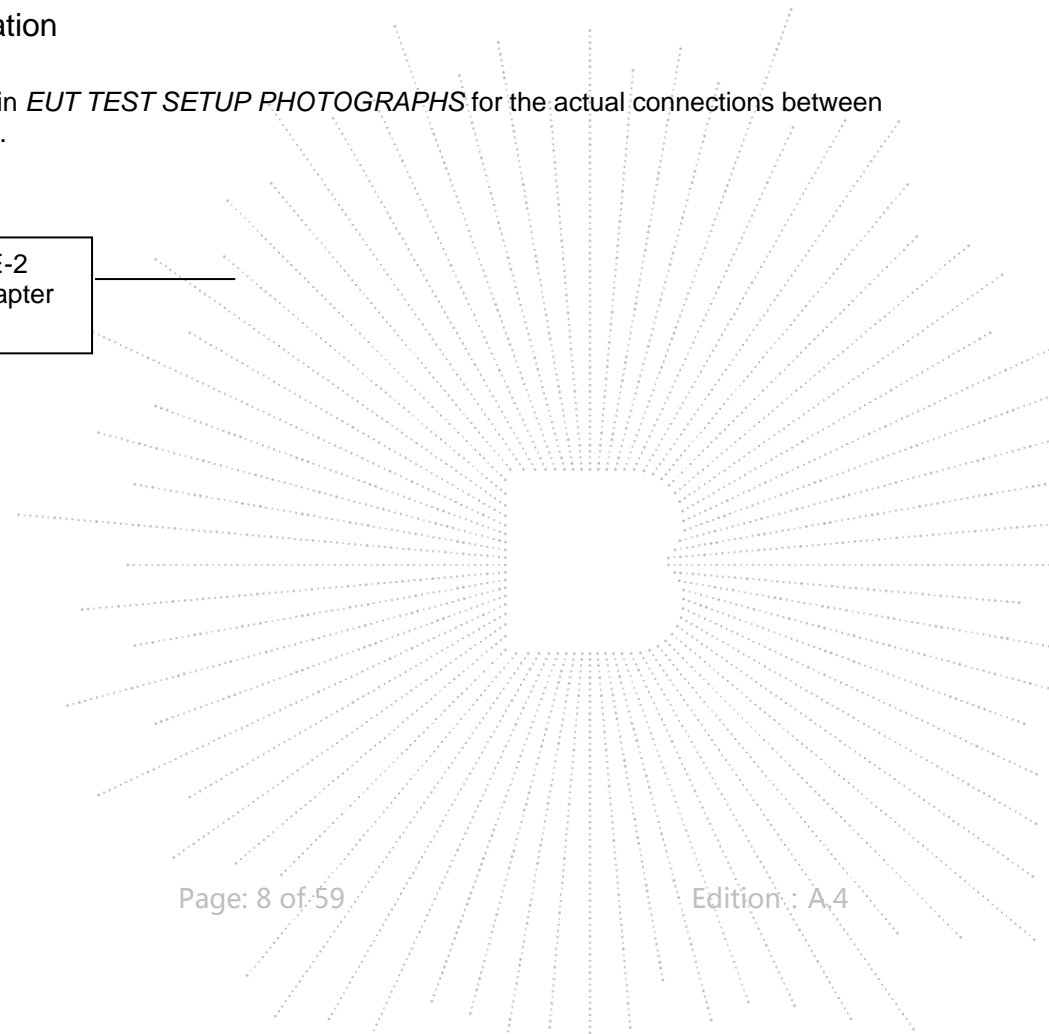 ation
in EUT TEST SETUP PHOTOGRAPHS for the actual connections between
.
E-2
apter
Page: 8 of 59 Edition : A.4